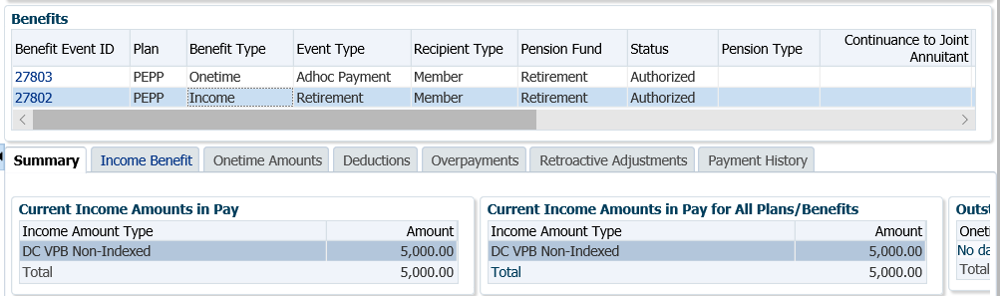 Benefits
Benefit Event ID Plan Benefit Type Event Type Recipient Type Pension Fund Status Pension Type Continuance to Joint Annuitant
27803 PEPP Onetime Adhoc Payment Member Retirement Authorized
27802 PEPP Income Retirement Member Retirement Authorized
Summary Income Benefit Onetime Amounts Deductions Overpayments Retroactive Adjustments Payment History
Current Income Amounts in Pay
Income Amount Type Amount
DC VPB Non-Indexed 5,000.00
Total 5,000.00
Current Income Amounts in Pay for All Plans/Benefits
Income Amount Type Amount
DC VPB Non-Indexed 5,000.00
Total 5,000.00
Outst
Oneti
No da
Total